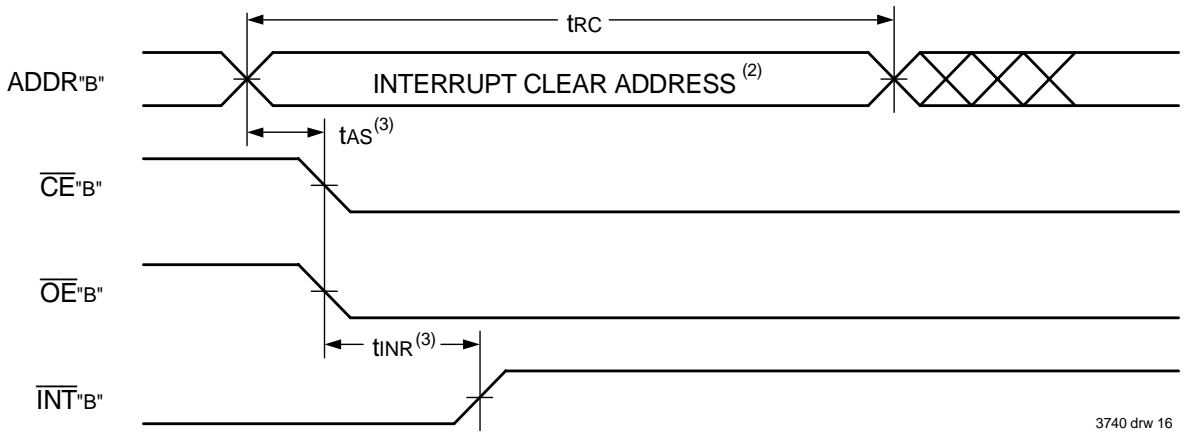 tRC
ADDR"B"
INTERRUPT CLEAR ADDRESS (2)
tAS(3)
CE"B"
OE"B"
tINR(3)
INT"B"
3740 drw 16